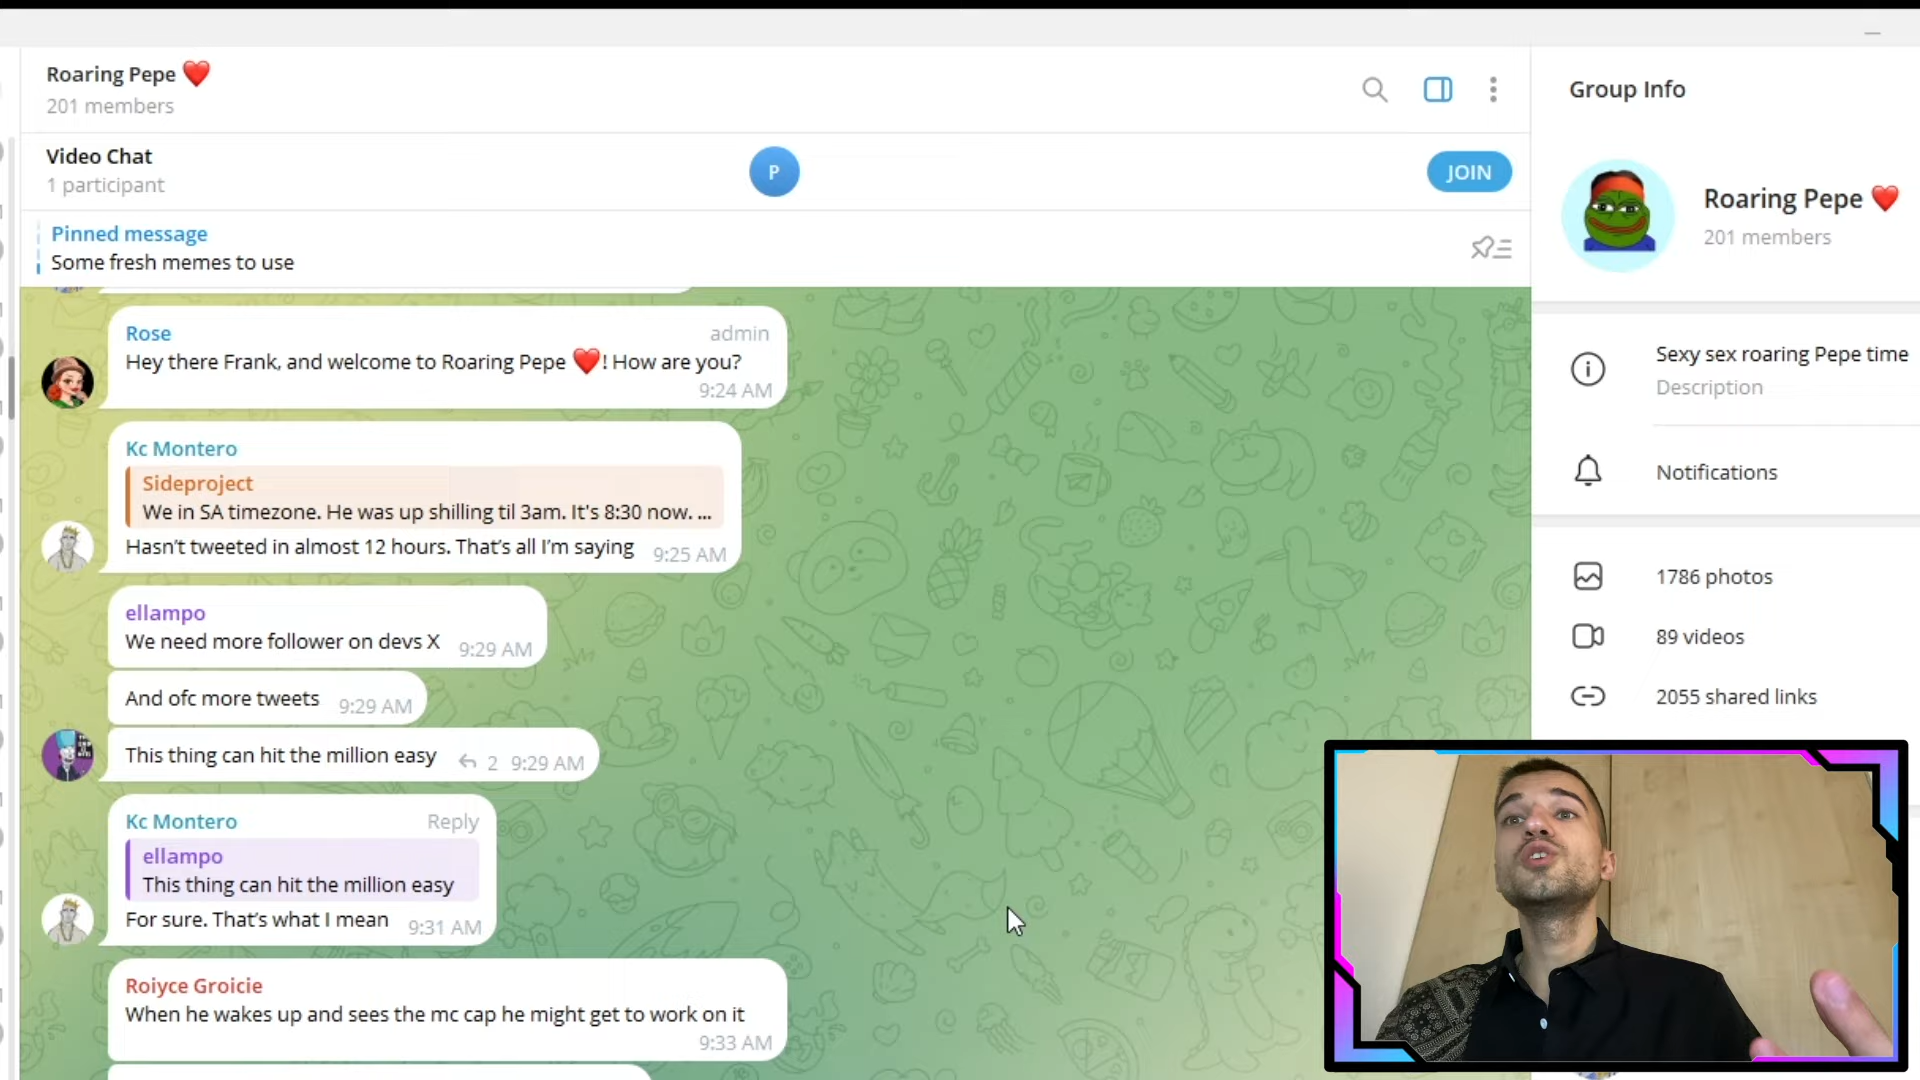 Roaring Pepe ❤️
201 members
Video Chat
1 participant
P
JOIN
Pinned message
Some fresh memes to use
Rose
admin
Hey there Frank, and welcome to Roaring Pepe ❤️! How are you?
9:24 AM
Kc Montero
Sideproject
We in SA timezone. He was up shilling til 3am. It's 8:30 now. ...
Hasn't tweeted in almost 12 hours. That's all I'm saying 9:25 AM
ellampo
We need more follower on devs X 9:29 AM
And ofc more tweets 9:29 AM
This thing can hit the million easy 2 9:29 AM
Kc Montero Reply
ellampo
This thing can hit the million easy
For sure. That's what I mean 9:31 AM
Roiyce Groicie
When he wakes up and sees the mc cap he might get to work on it
9:33 AM
Group Info
Roaring Pepe ❤️
201 members
Sexy sex roaring Pepe time
Description
Notifications
1786 photos
89 videos
2055 shared links